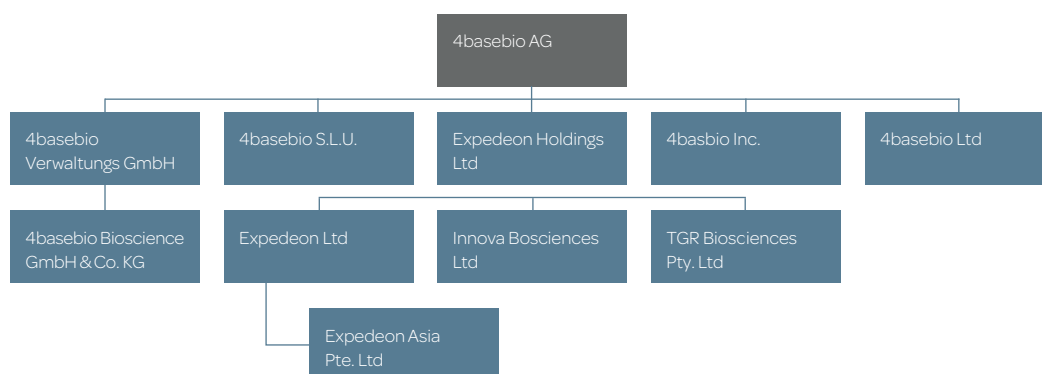 4basebio AG
4basebio
Verwaltungs GmbH
4basebio S.L.U.
Expedeon Holdings
Ltd
4basbio Inc.
4basebio Ltd
4basebio Bioscience
GmbH & Co. KG
Expedeon Ltd
Innova Bosciences
Ltd
TGR Biosciences
Pty. Ltd
Expedeon Asia
Pte. Ltd